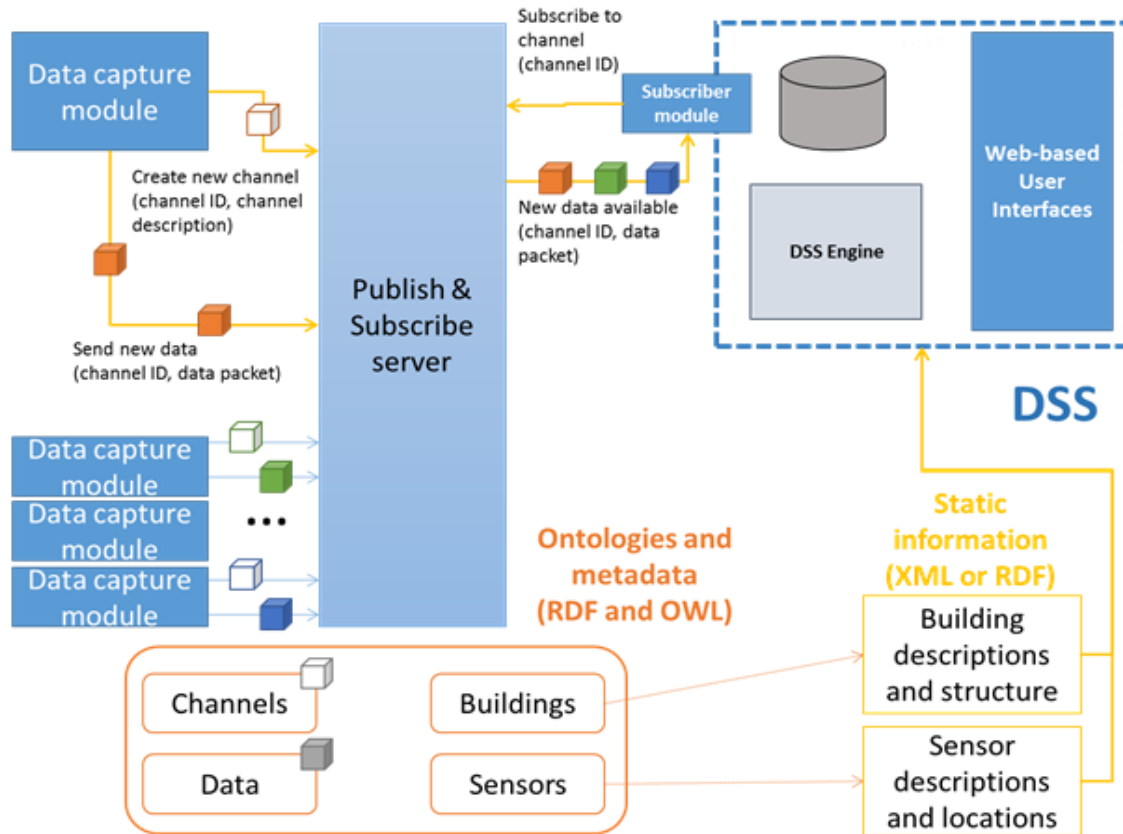 Data capture
module
Create new channel
(channel ID, channel
description)
Send new data
(channel ID, data packet)
Data capture
module
Data capture
module
Data capture
module
•••
Publish &
Subscribe
server
Subscribe to
channel
(channel ID)
Subscriber
module
New data available
(channel ID, data
packet)
DSS Engine
Web-based
User
Interfaces
DSS
Ontologies and
metadata
(RDF and OWL)
Static
information
(XML or RDF)
Channels
Buildings
Data
Sensors
Building
descriptions
and structure
Sensor
descriptions
and locations